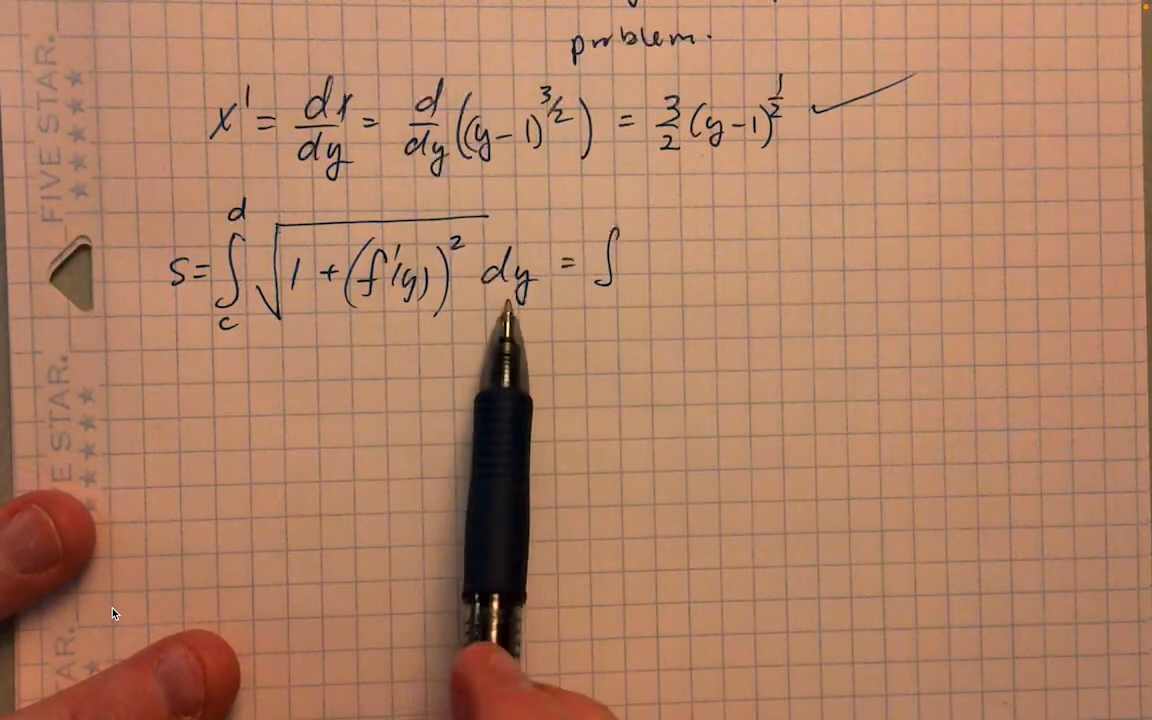 problem.
x' = dx/dy = d/dy ((y-1)^3/2) = 3/2 (y-1)^1/2 ✓
s = ∫_c^d √(1 + (f'(y))^2) dy = ∫
FIVE STAR.
FIVE STAR.
STAR.